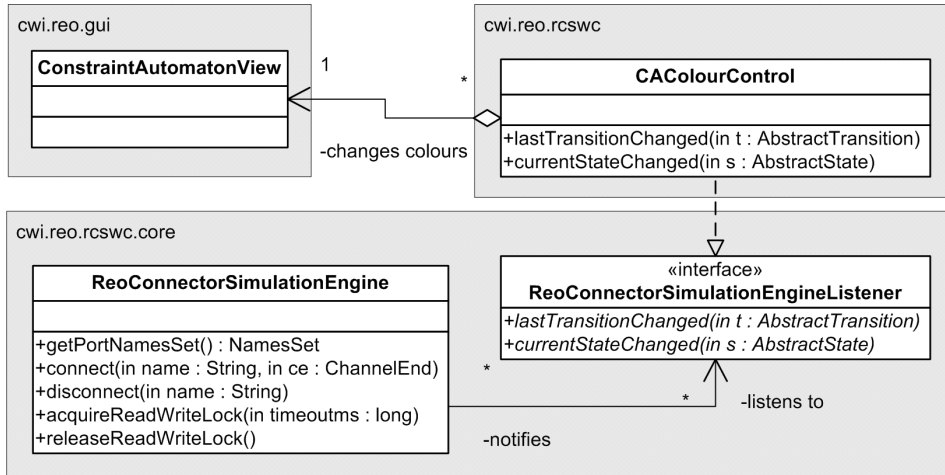 cwi.reo.gui
ConstraintAutomatonView
1
*
-changes colours
cwi.reo.rcswc
CAColourControl
+lastTransitionChanged(in t : AbstractTransition)
+currentStateChanged(in s : AbstractState)
cwi.reo.rcswc.core
ReoConnectorSimulationEngine
+getPortNamesSet() : NamesSet
+connect(in name : String, in ce : ChannelEnd)
+disconnect(in name : String)
+acquireReadWriteLock(in timeoutms : long)
+releaseReadWriteLock()
*
-notifies
*
-listens to
«interface»
ReoConnectorSimulationEngineListener
+lastTransitionChanged(in t : AbstractTransition)
+currentStateChanged(in s : AbstractState)